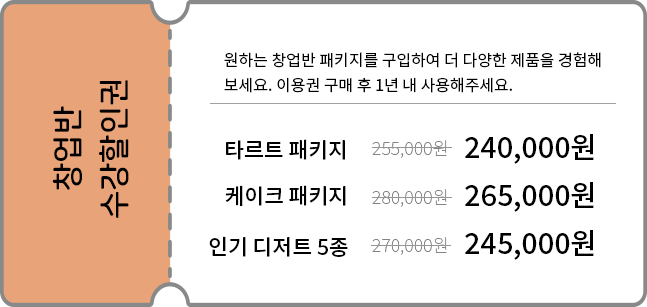 창업반
수강할인권
원하는 창업반 패키지를 구입하여 더 다양한 제품을 경험해
보세요. 이용권 구매 후 1년 내 사용해주세요.
타르트 패키지 255,000원 240,000원
케이크 패키지 280,000원 265,000원
인기 디저트 5종 270,000원 245,000원